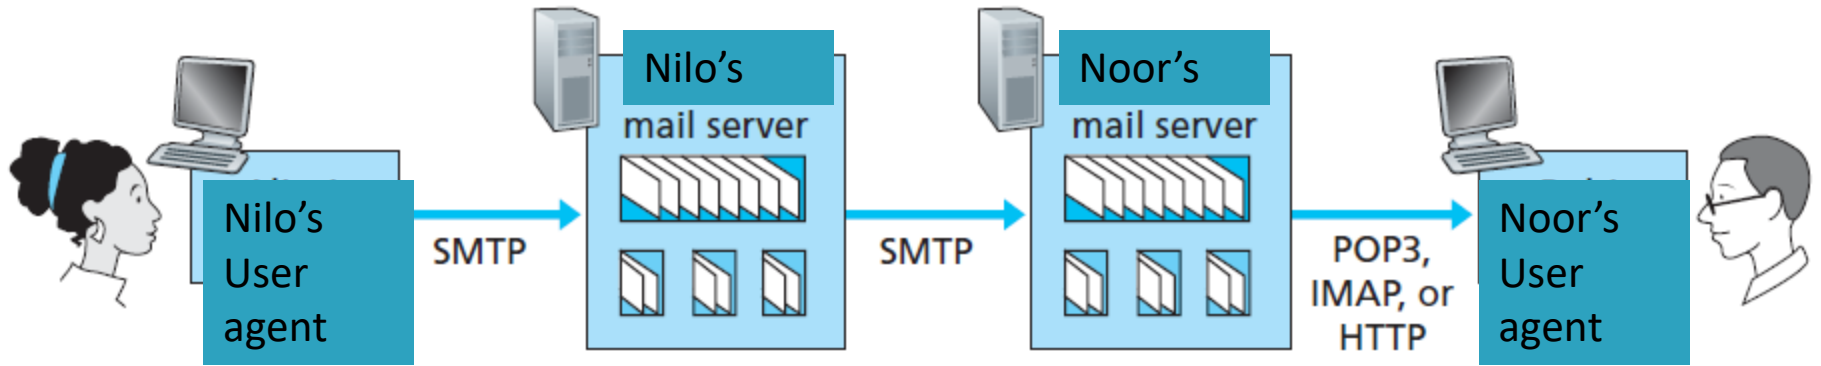 Nilo's
User
agent
SMTP
Nilo's
mail server
SMTP
Noor's
mail server
POP3,
IMAP, or
HTTP
Noor's
User
agent